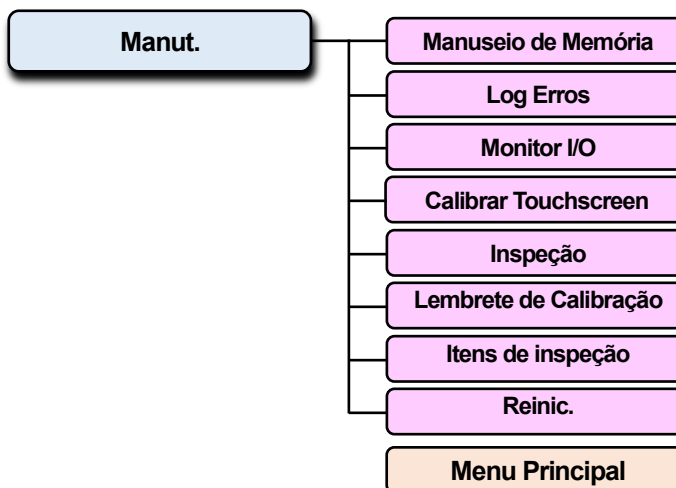 Manut.
Manuseio de Memória
Log Erros
Monitor I/O
Calibrar Touchscreen
Inspeção
Lembrete de Calibração
Itens de inspeção
Reinic.
Menu Principal